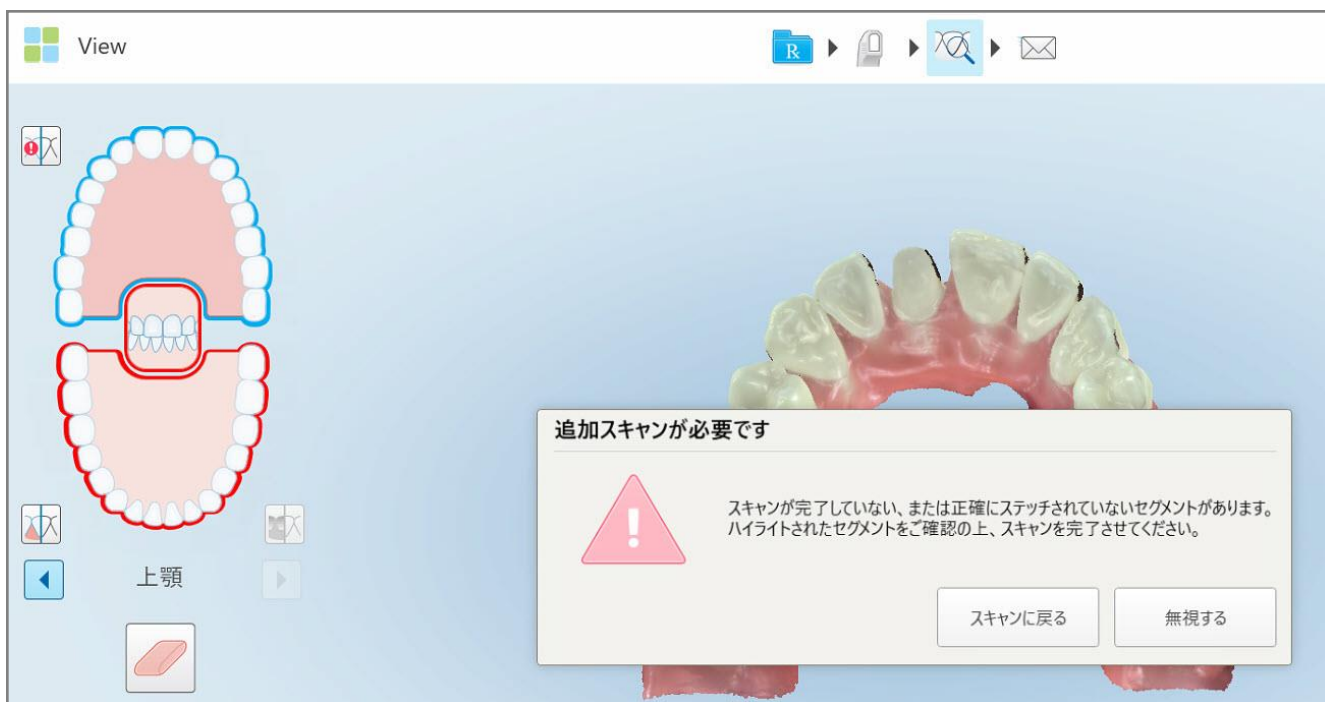 View
R
追加スキャンが必要です
スキャンが完了していない、または正確にステッチされていないセグメントがあります。
ハイライトされたセグメントをご確認の上、スキャンを完了させてください。
上顎
スキャンに戻る
無視する